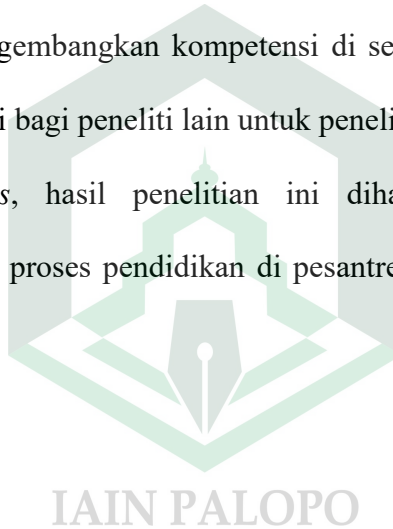 gembangkan kompetensi di se
i bagi peneliti lain untuk peneli
s, hasil penelitian ini diha
proses pendidikan di pesantre
IAIN PALOPO